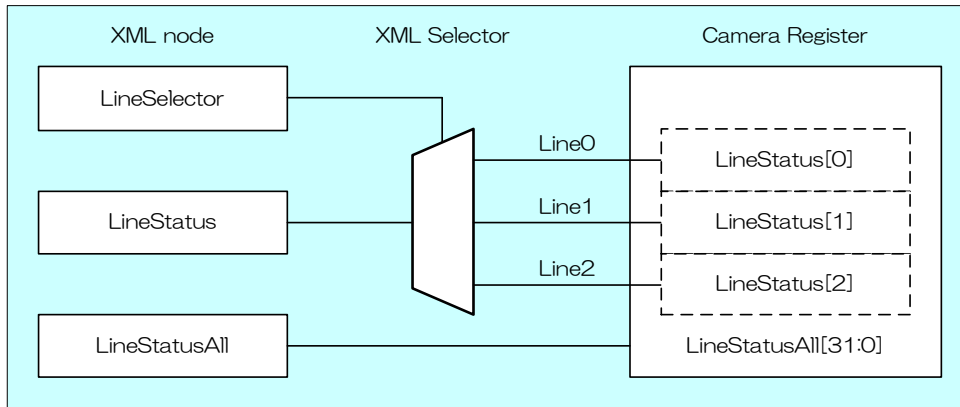 XML node
XML Selector
Camera Register
LineSelector
Line0
LineStatus[0]
LineStatus
Line1
LineStatus[1]
Line2
LineStatus[2]
LineStatusAll
LineStatusAll[31:0]